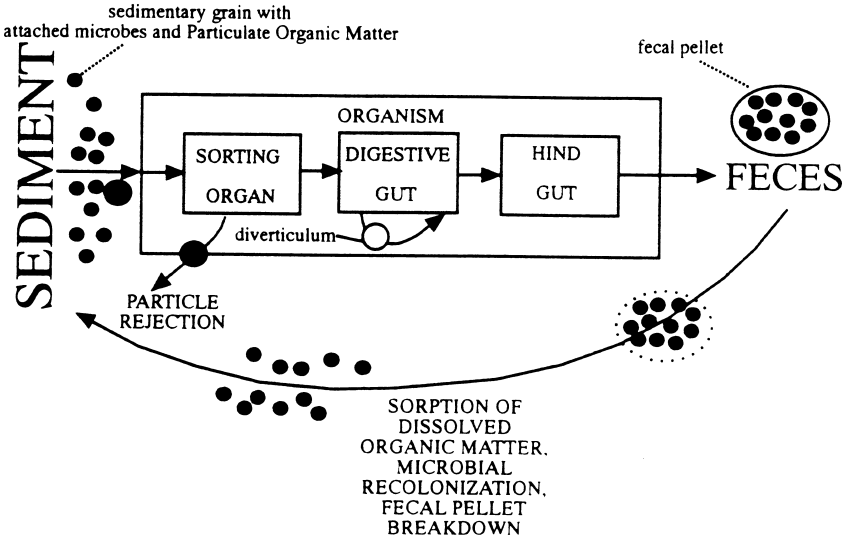 sedimentary grain with
attached microbes and Particulate Organic Matter
SEDIMENT
fecal pellet
ORGANISM
SORTING
ORGAN
DIGESTIVE
GUT
HIND
GUT
FECES
diverticulum
PARTICLE
REJECTION
SORPTION OF
DISSOLVED
ORGANIC MATTER,
MICROBIAL
RECOLONIZATION,
FECAL PELLET
BREAKDOWN